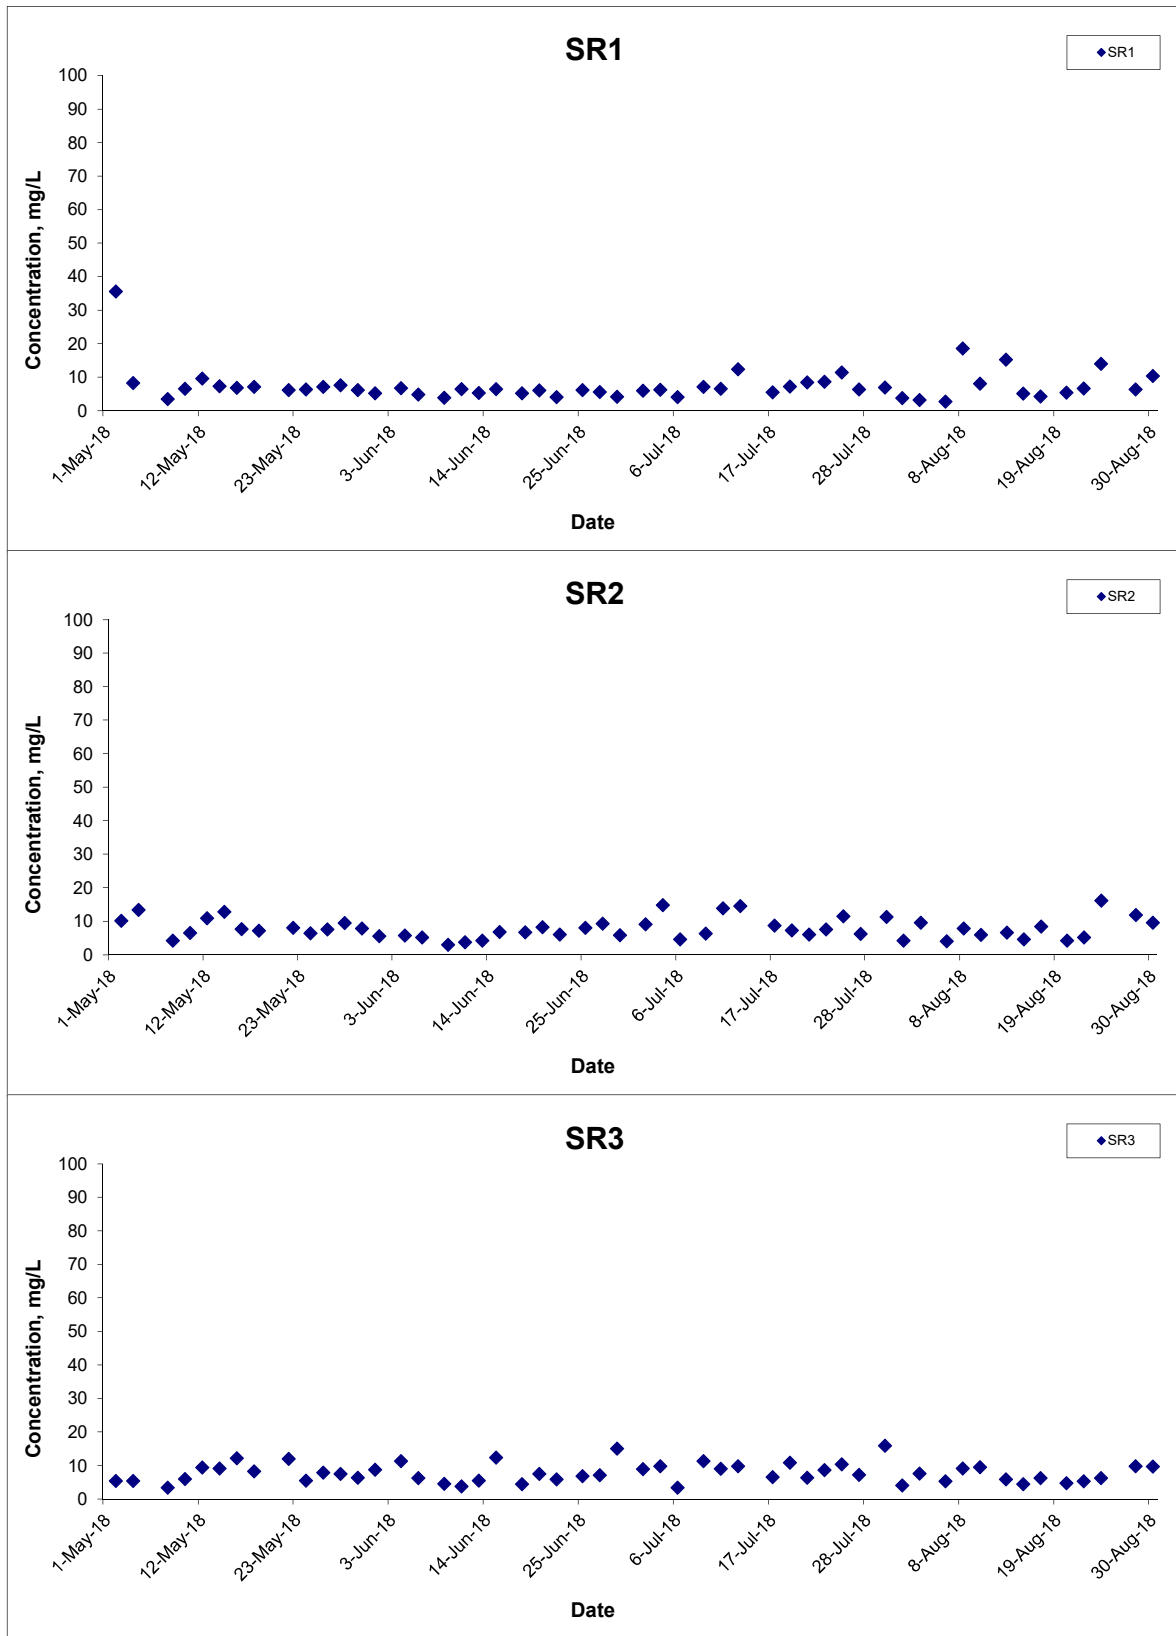 SR1
SR1
100
90
80
70
60
50
40
30
20
10
0
Concentration, mg/L
1-May-18
12-May-18
23-May-18
3-Jun-18
14-Jun-18
25-Jun-18
6-Jul-18
17-Jul-18
28-Jul-18
8-Aug-18
19-Aug-18
30-Aug-18
Date
SR2
SR2
100
90
80
70
60
50
40
30
20
10
0
Concentration, mg/L
1-May-18
12-May-18
23-May-18
3-Jun-18
14-Jun-18
25-Jun-18
6-Jul-18
17-Jul-18
28-Jul-18
8-Aug-18
19-Aug-18
30-Aug-18
Date
SR3
SR3
100
90
80
70
60
50
40
30
20
10
0
Concentration, mg/L
1-May-18
12-May-18
23-May-18
3-Jun-18
14-Jun-18
25-Jun-18
6-Jul-18
17-Jul-18
28-Jul-18
8-Aug-18
19-Aug-18
30-Aug-18
Date